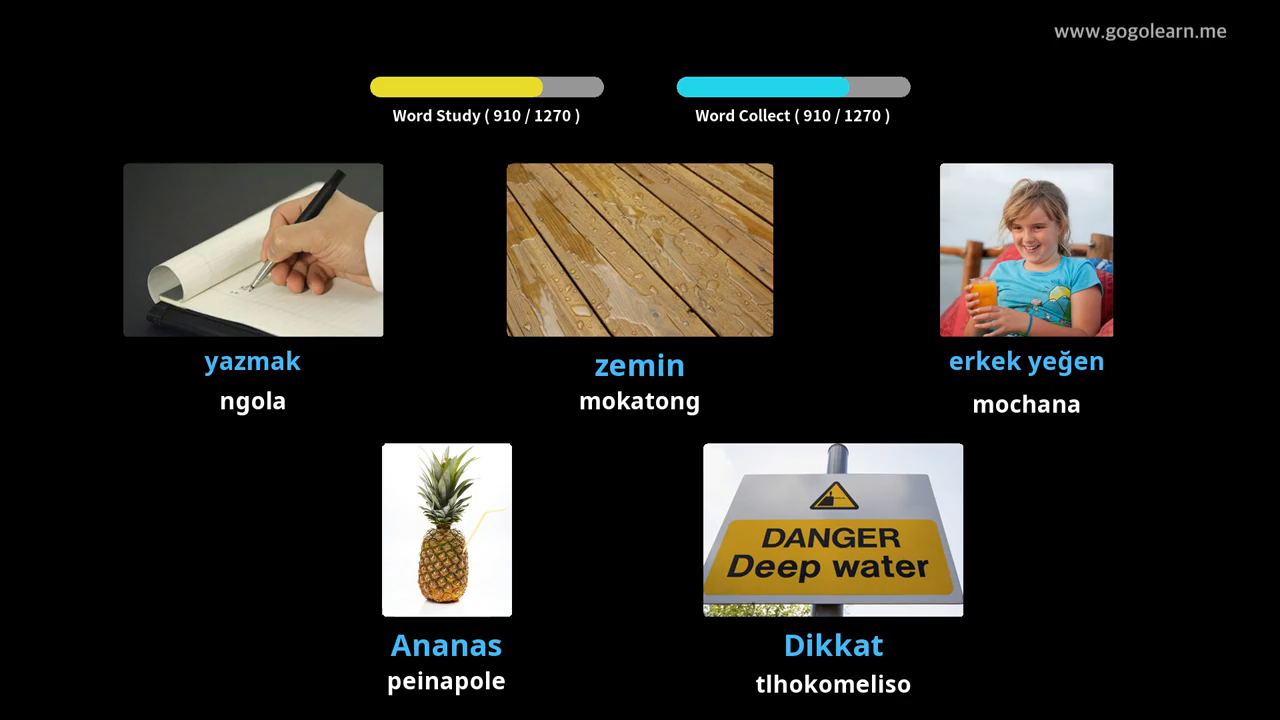 www.gogolearn.me
Word Study ( 910 / 1270 )
Word Collect ( 910 / 1270 )
yazmak
ngola
zemin
mokatong
erkek yeğen
mochana
DANGER
Deep water
Ananas
peinapole
Dikkat
tlhokomeliso